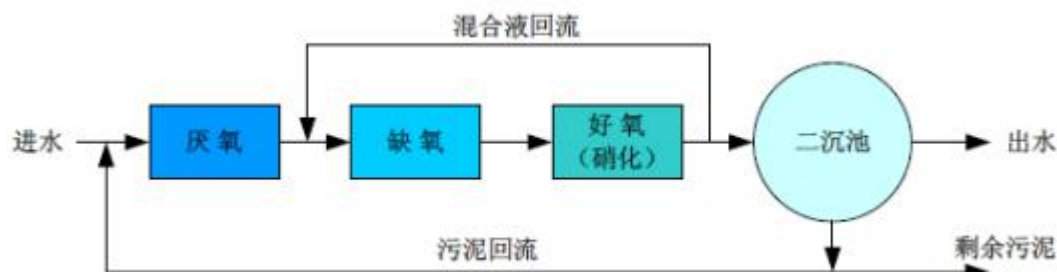 混合液回流
进水
厌氧
缺氧
好氧
（硝化）
二沉池
出水
污泥回流
剩余污泥